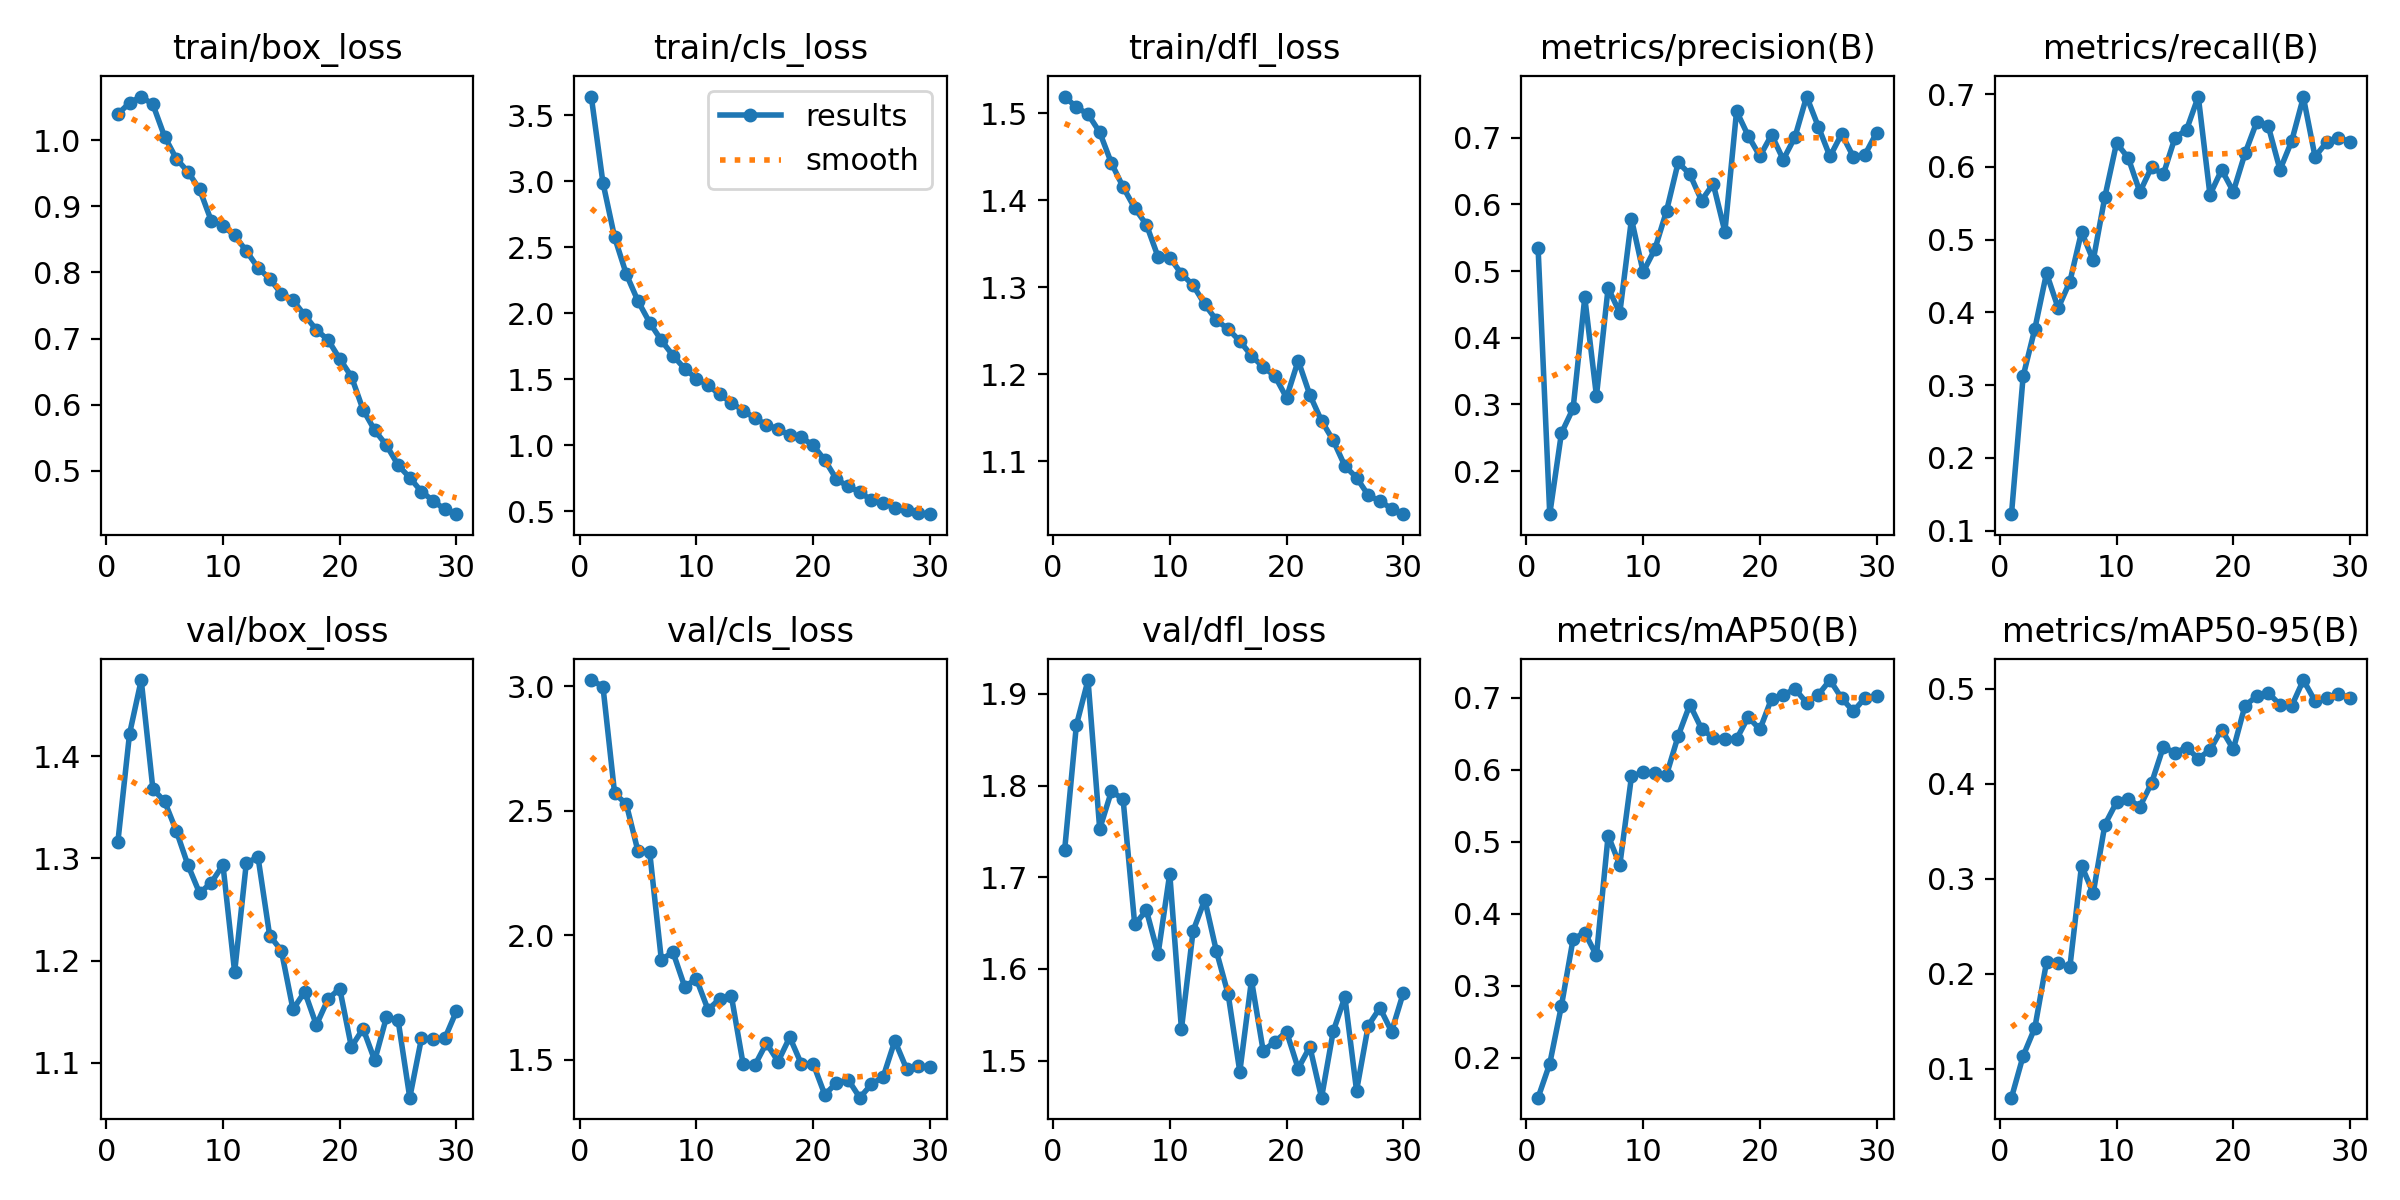 train/box_loss
train/cls_loss
train/dfl_loss
metrics/precision(B)
metrics/recall(B)
1.0
0.9
0.8
0.7
0.6
0.5
0 10 20 30
3.5
3.0
2.5
2.0
1.5
1.0
0.5
0 10 20 30
results
smooth
1.5
1.4
1.3
1.2
1.1
0 10 20 30
0.7
0.6
0.5
0.4
0.3
0.2
0 10 20 30
0.7
0.6
0.5
0.4
0.3
0.2
0.1
0 10 20 30
val/box_loss
val/cls_loss
val/dfl_loss
metrics/mAP50(B)
metrics/mAP50-95(B)
1.4
1.3
1.2
1.1
0 10 20 30
3.0
2.5
2.0
1.5
0 10 20 30
1.9
1.8
1.7
1.6
1.5
0 10 20 30
0.7
0.6
0.5
0.4
0.3
0.2
0 10 20 30
0.5
0.4
0.3
0.2
0.1
0 10 20 30